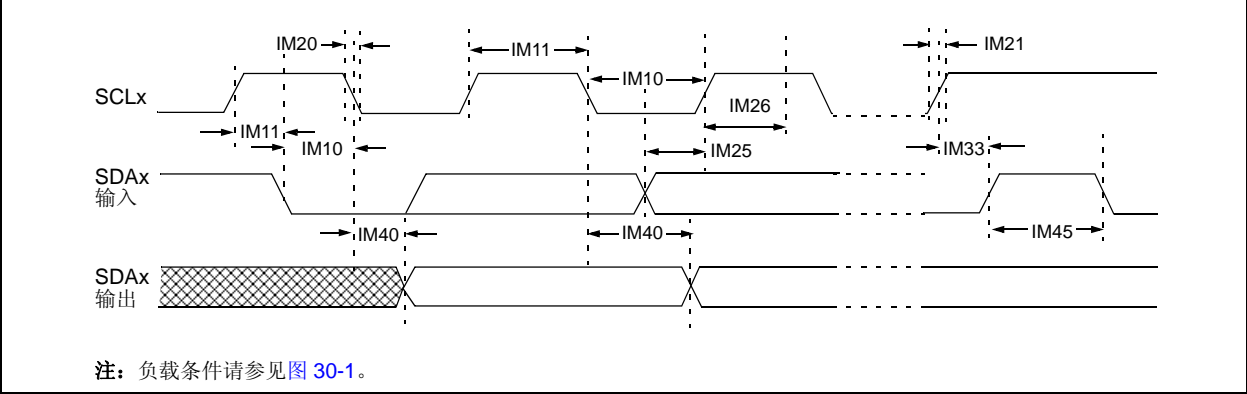 IM20
IM11
IM21
IM10
SCLx
IM26
IM11
IM10
IM25
IM33
SDAx
输入
IM40
IM40
IM45
SDAx
输出
注：负载条件请参见图 30-1。